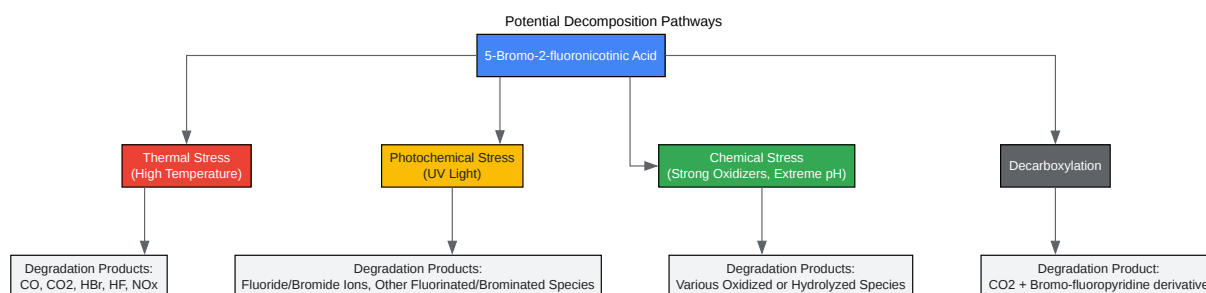 Potential Decomposition Pathways
5-Bromo-2-fluoronicotinic Acid
Thermal Stress
(High Temperature)
Photochemical Stress
(UV Light)
Chemical Stress
(Strong Oxidizers, Extreme pH)
Decarboxylation
Degradation Products:
CO, CO2, HBr, HF, NOx
Degradation Products:
Fluoride/Bromide Ions, Other Fluorinated/Brominated Species
Degradation Products:
Various Oxidized or Hydrolyzed Species
Degradation Product:
CO2 + Bromo-fluoropyridine derivative